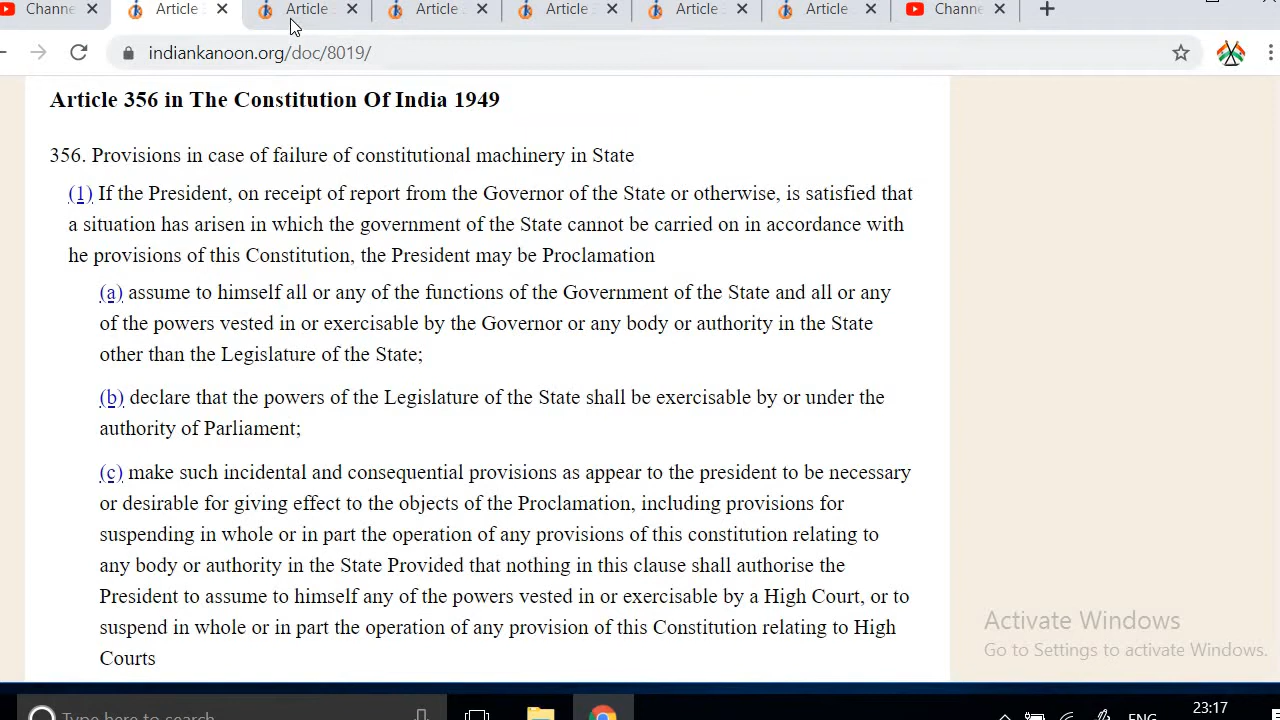 Channe
Article
Article
Article
Article
Article
Article
Channe
indiankanoon.org/doc/8019/
Article 356 in The Constitution Of India 1949
356. Provisions in case of failure of constitutional machinery in State
(1) If the President, on receipt of report from the Governor of the State or otherwise, is satisfied that
a situation has arisen in which the government of the State cannot be carried on in accordance with
he provisions of this Constitution, the President may be Proclamation
(a) assume to himself all or any of the functions of the Government of the State and all or any
of the powers vested in or exercisable by the Governor or any body or authority in the State
other than the Legislature of the State;
(b) declare that the powers of the Legislature of the State shall be exercisable by or under the
authority of Parliament;
(c) make such incidental and consequential provisions as appear to the president to be necessary
or desirable for giving effect to the objects of the Proclamation, including provisions for
suspending in whole or in part the operation of any provisions of this constitution relating to
any body or authority in the State Provided that nothing in this clause shall authorise the
President to assume to himself any of the powers vested in or exercisable by a High Court, or to
suspend in whole or in part the operation of any provision of this Constitution relating to High
Courts
Activate Windows
Go to Settings to activate Windows.
Type here to search
ENG
23:17